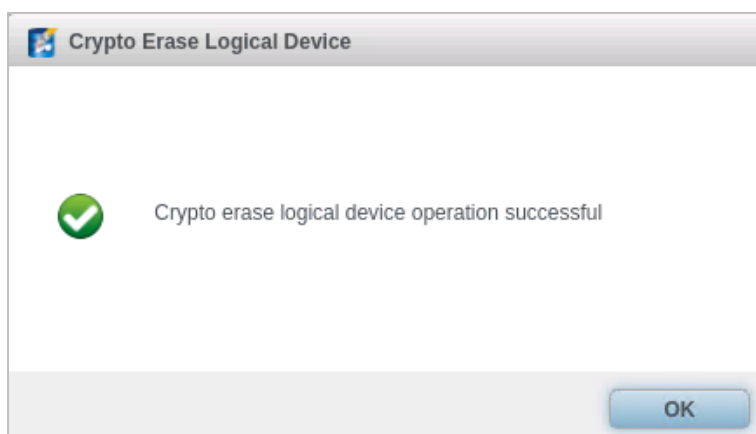 Crypto Erase Logical Device
Crypto erase logical device operation successful
OK